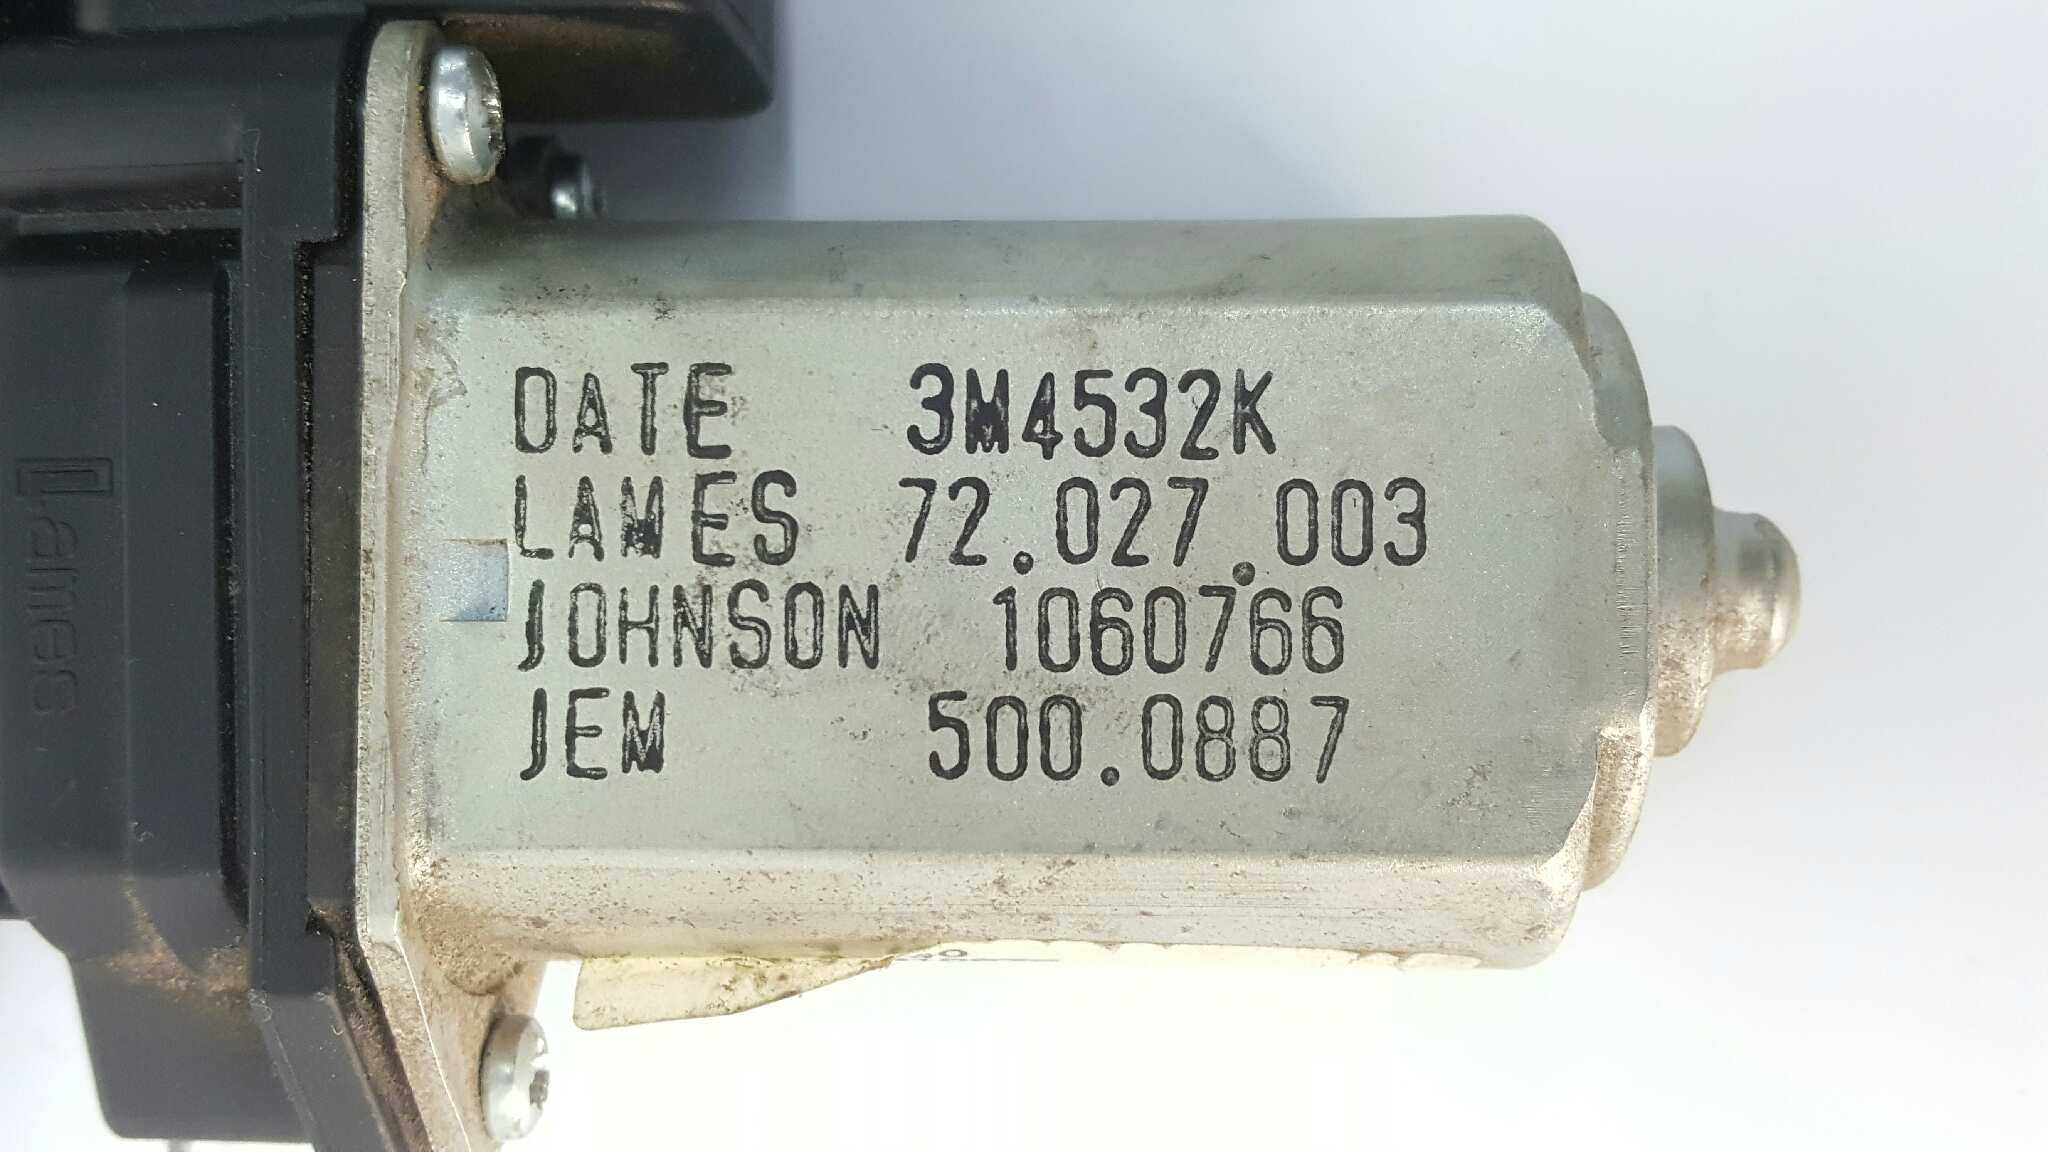 DATE 3M4532K
LAMES 72.027.003
JOHNSON 1060766
JEM 500.0887
Lames